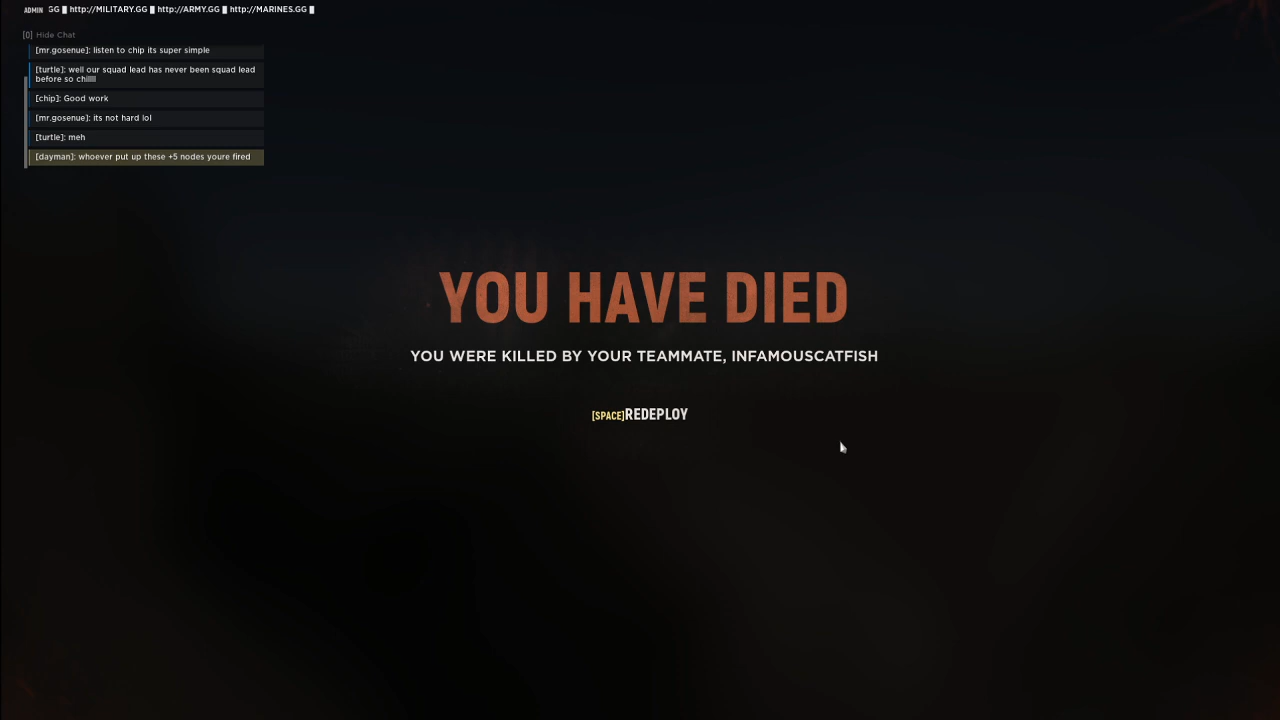 ADMIN GG █ http://MILITARY.GG █ http://ARMY.GG █ http://MARINES.GG █
[0] Hide Chat
[mr.gosenue]: listen to chip its super simple
[turtle]: well our squad lead has never been squad lead
before so chillll
[chip]: Good work
[mr.gosenue]: its not hard lol
[turtle]: meh
[dayman]: whoever put up these +5 nodes youre fired
YOU HAVE DIED
YOU WERE KILLED BY YOUR TEAMMATE, INFAMOUSCATFISH
[SPACE]REDEPLOY